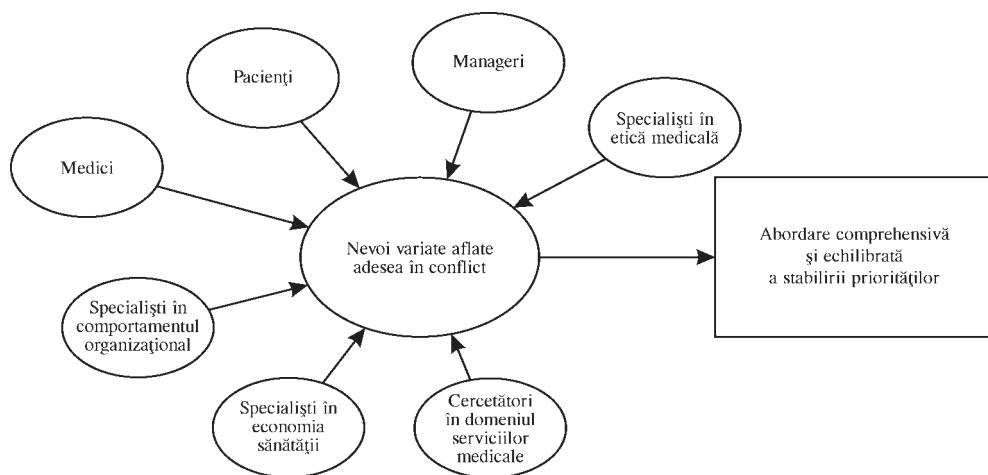 Manageri
Pacienţi
Specialişti în
etică medicală
Medici
Nevoi variate aflate
adesea în conflict
Abordare comprehensivă
şi echilibrată
a stabilirii priorităţilor
Specialişti în
comportamentul
organizaţional
Specialişti în
economia
sănătăţii
Cercetători
în domeniul
serviciilor
medicale